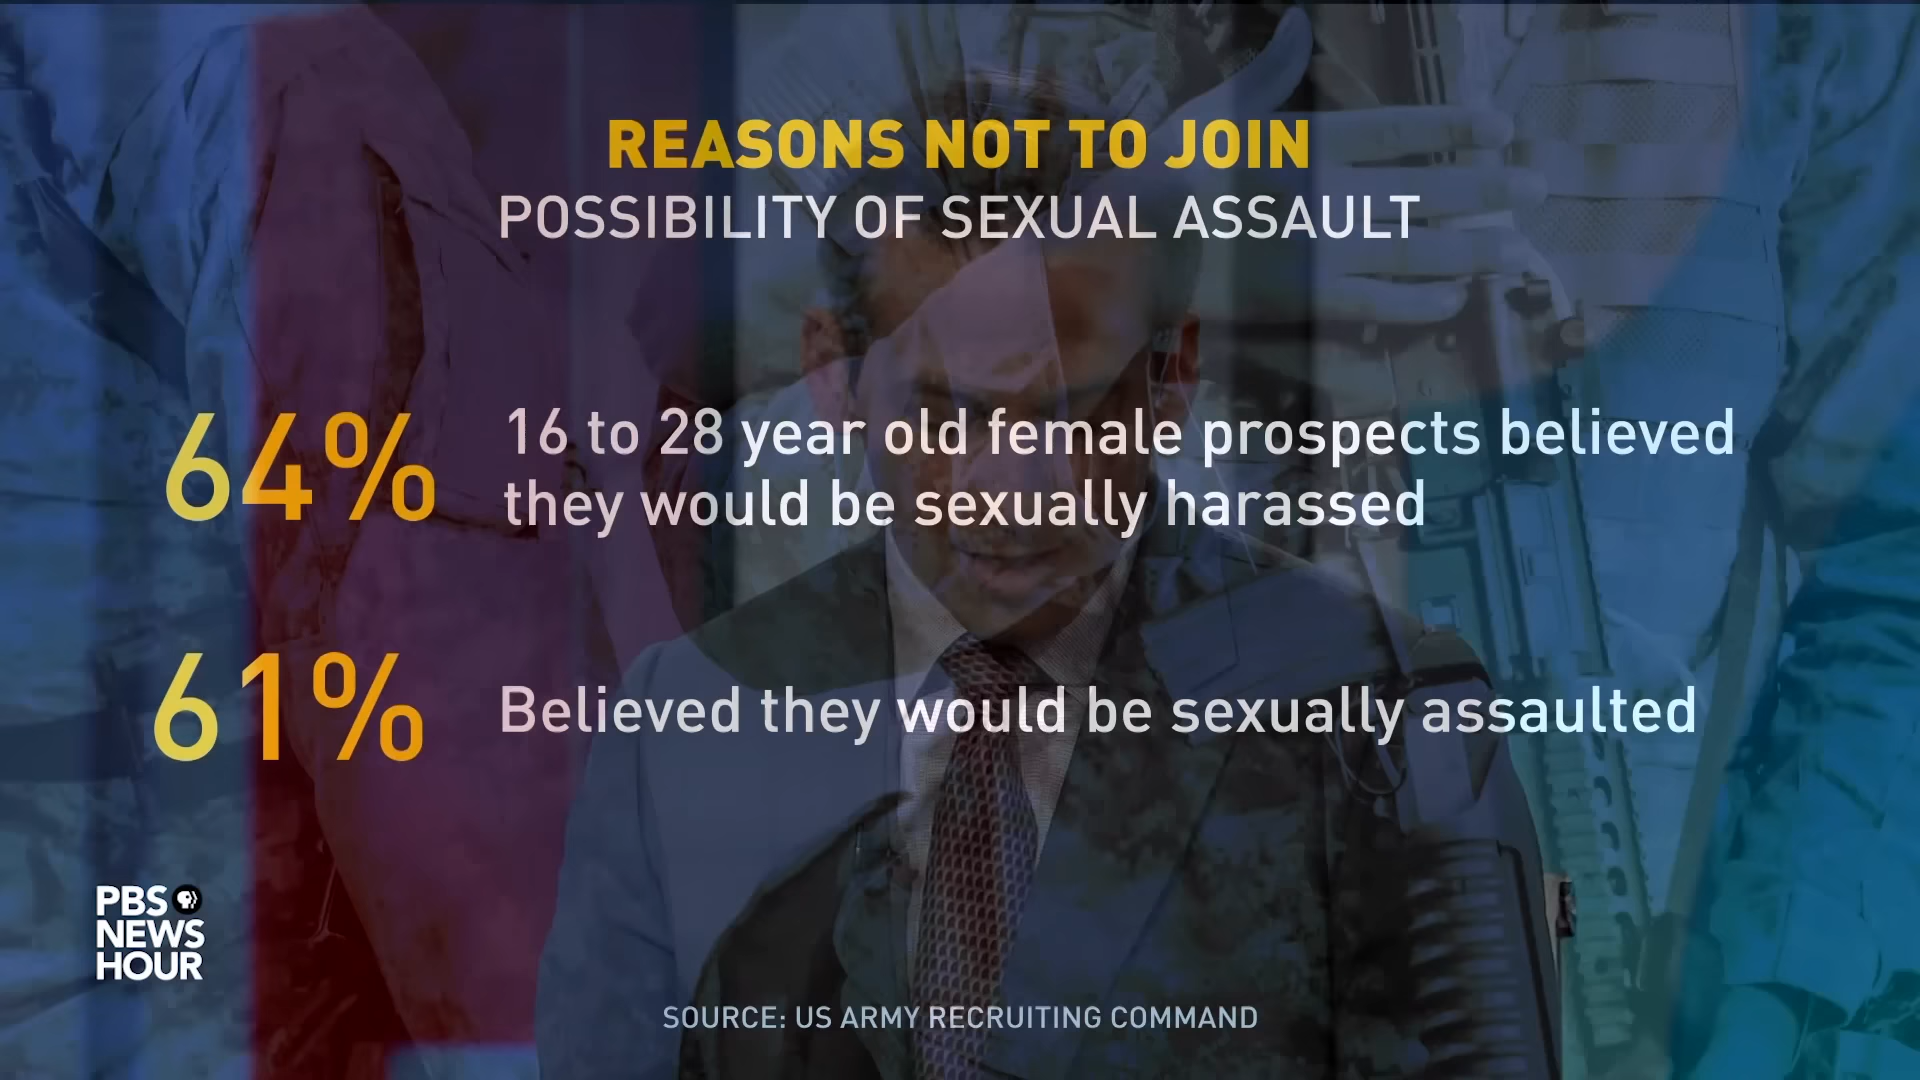 REASONS NOT TO JOIN
POSSIBILITY OF SEXUAL ASSAULT
64%
16 to 28 year old female prospects believed
they would be sexually harassed
61%
Believed they would be sexually assaulted
PBS
NEWS
HOUR
SOURCE: US ARMY RECRUITING COMMAND